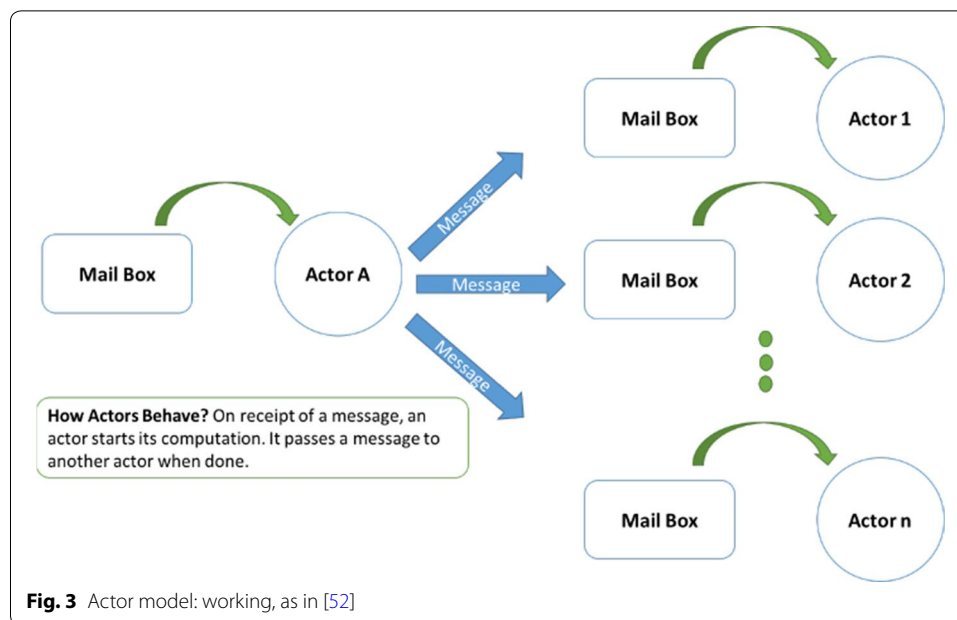 Mail Box
Actor 1
Message
Mail Box
Actor A
Message
Mail Box
Actor 2
Message
How Actors Behave? On receipt of a message, an
actor starts its computation. It passes a message to
another actor when done.
Mail Box
Actor n
Fig. 3 Actor model: working, as in [52]